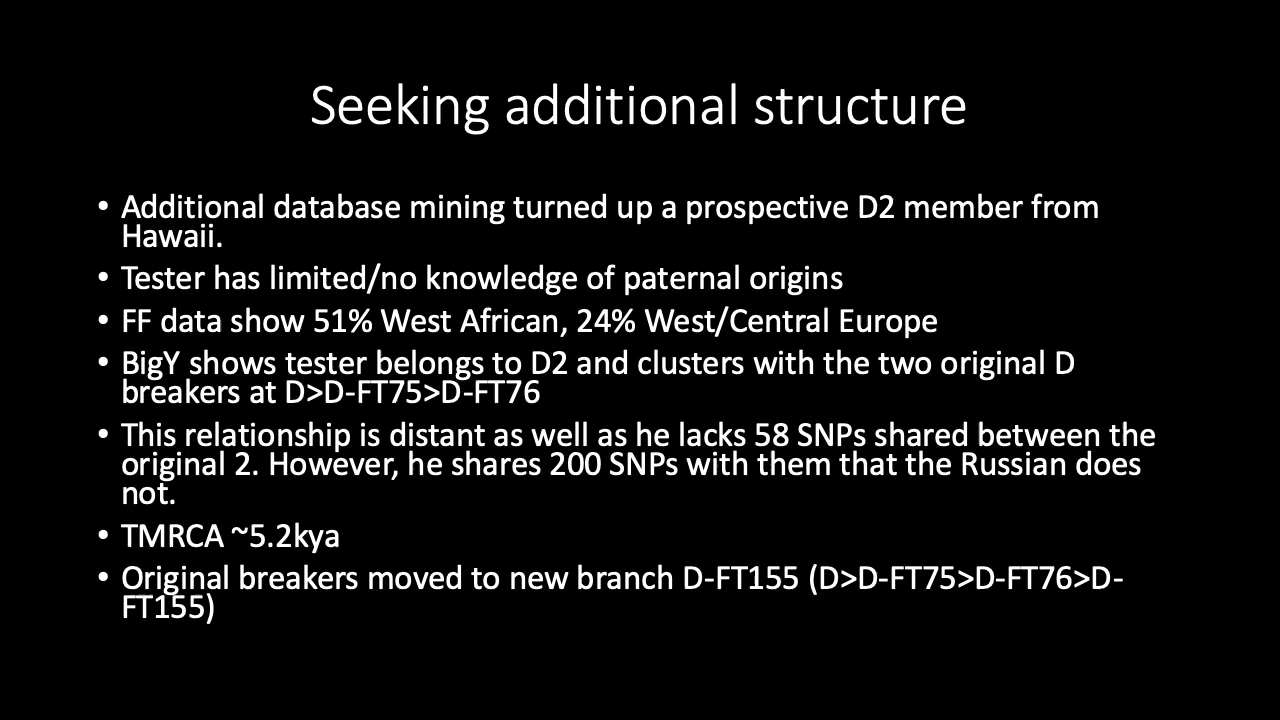 Seeking additional structure
• Additional database mining turned up a prospective D2 member from
Hawaii.
• Tester has limited/no knowledge of paternal origins
• FF data show 51% West African, 24% West/Central Europe
• BigY shows tester belongs to D2 and clusters with the two original D
breakers at D>D-FT75>D-FT76
• This relationship is distant as well as he lacks 58 SNPs shared between the
original 2. However, he shares 200 SNPs with them that the Russian does
not.
• TMRCA ~5.2kya
• Original breakers moved to new branch D-FT155 (D>D-FT75>D-FT76>D-
FT155)